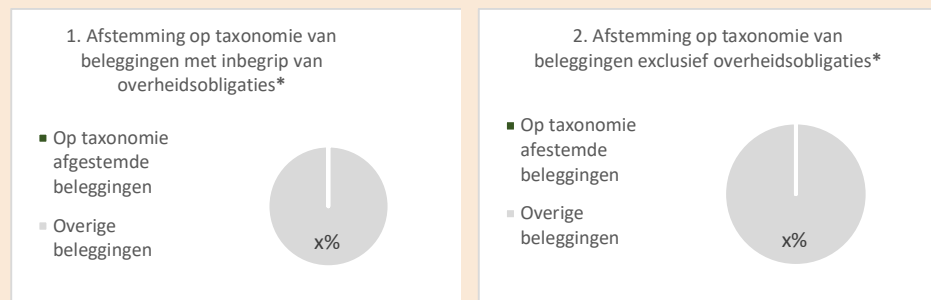 1. Afstemming op taxonomie van
beleggingen met inbegrip van
overheidsobligaties*
Op taxonomie
afgestemde
beleggingen
Overige
beleggingen
x%
2. Afstemming op taxonomie van
beleggingen exclusief overheidsobligaties*
Op taxonomie
afestemde
beleggingen
Overige
beleggingen
x%